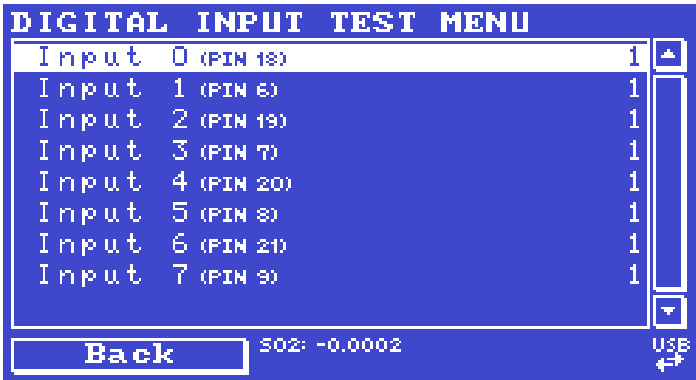 DIGITAL INPUT TEST MENU
Input 0 (PIN 18) 1
Input 1 (PIN 6) 1
Input 2 (PIN 19) 1
Input 3 (PIN 7) 1
Input 4 (PIN 20) 1
Input 5 (PIN 8) 1
Input 6 (PIN 21) 1
Input 7 (PIN 9) 1
Back SO2: -0.0002 USB